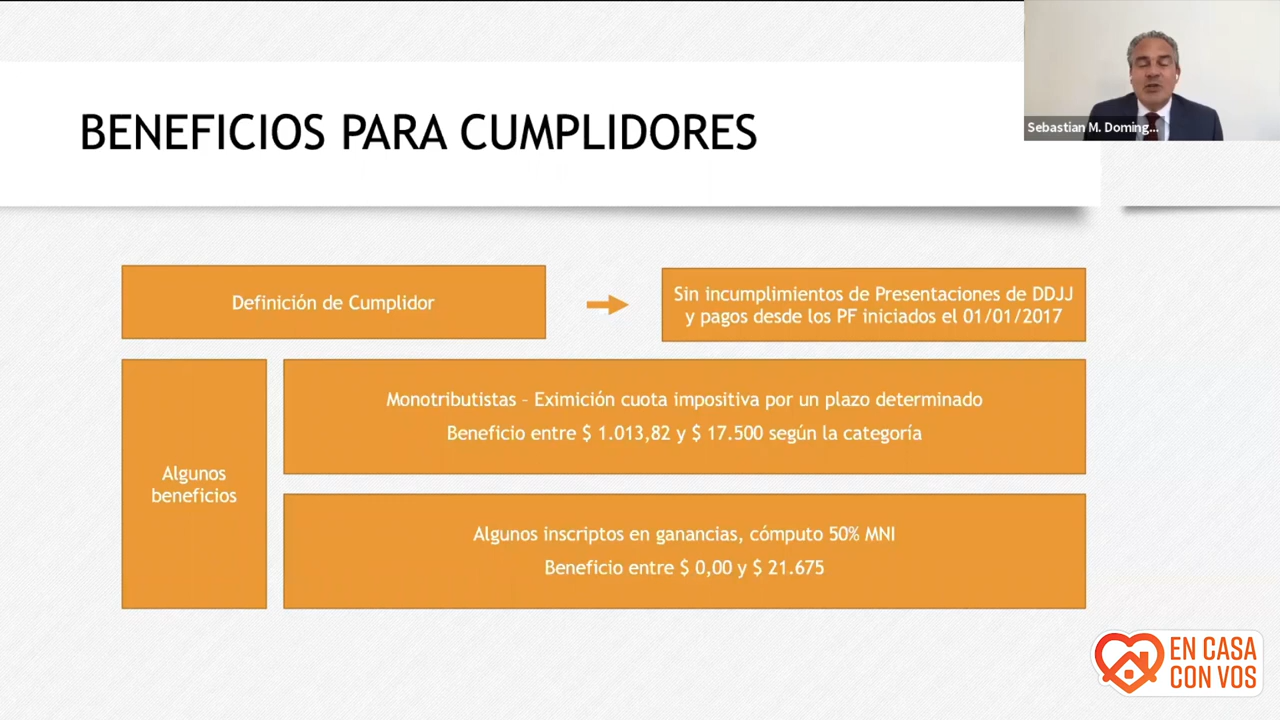 Sebastian M. Doming...
BENEFICIOS PARA CUMPLIDORES
Definición de Cumplidor
Sin incumplimientos de Presentaciones de DDJJ
y pagos desde los PF iniciados el 01/01/2017
Algunos
beneficios
Monotributistas – Eximición cuota impositiva por un plazo determinado
Beneficio entre $ 1.013,82 y $ 17.500 según la categoría
Algunos inscriptos en ganancias, cómputo 50% MNI
Beneficio entre $ 0,00 y $ 21.675
EN CASA
CON VOS